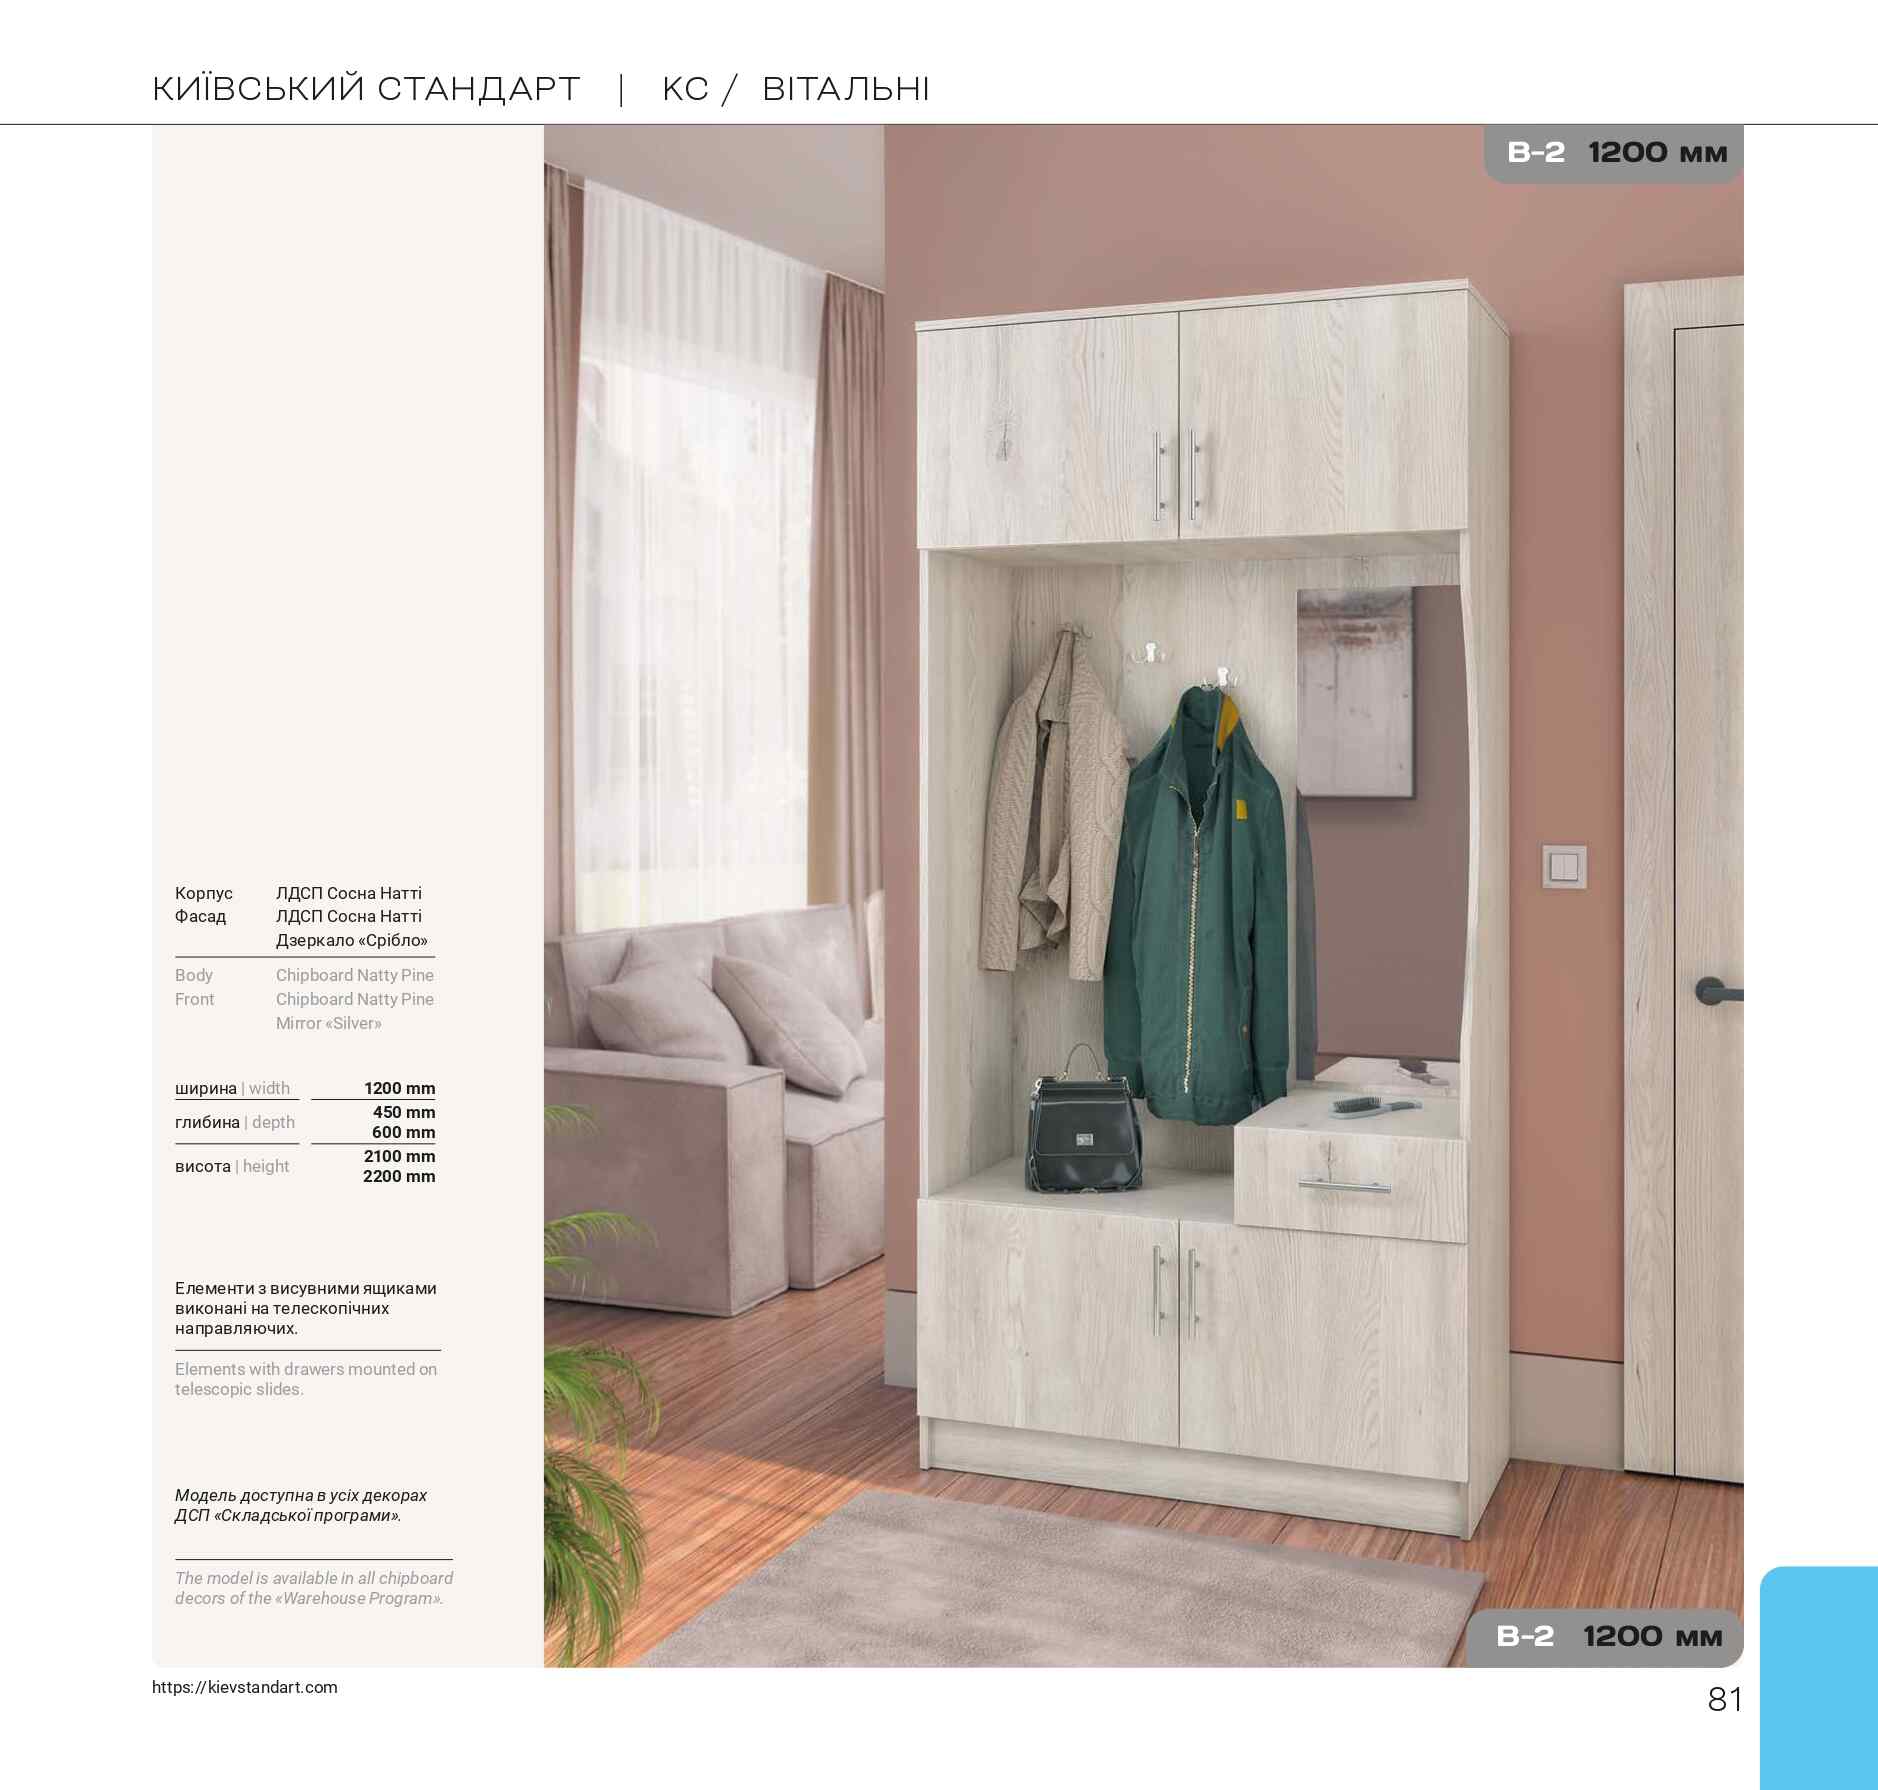 КИЇВСЬКИЙ СТАНДАРТ | КС / ВІТАЛЬНІ
В-2 1200 мм
Корпус ЛДСП Сосна Натті
Фасад ЛДСП Сосна Натті
Дзеркало «Срібло»
Body Chipboard Natty Pine
Front Chipboard Natty Pine
Mirror «Silver»
ширина | width 1200 mm
глибина | depth 450 mm
600 mm
висота | height 2100 mm
2200 mm
Елементи з висувними ящиками
виконані на телескопічних
направляючих.
Elements with drawers mounted on
telescopic slides.
Модель доступна в усіх декорах
ДСП «Складської програми».
The model is available in all chipboard
decors of the «Warehouse Program».
В-2 1200 мм
https://kievstandart.com
81